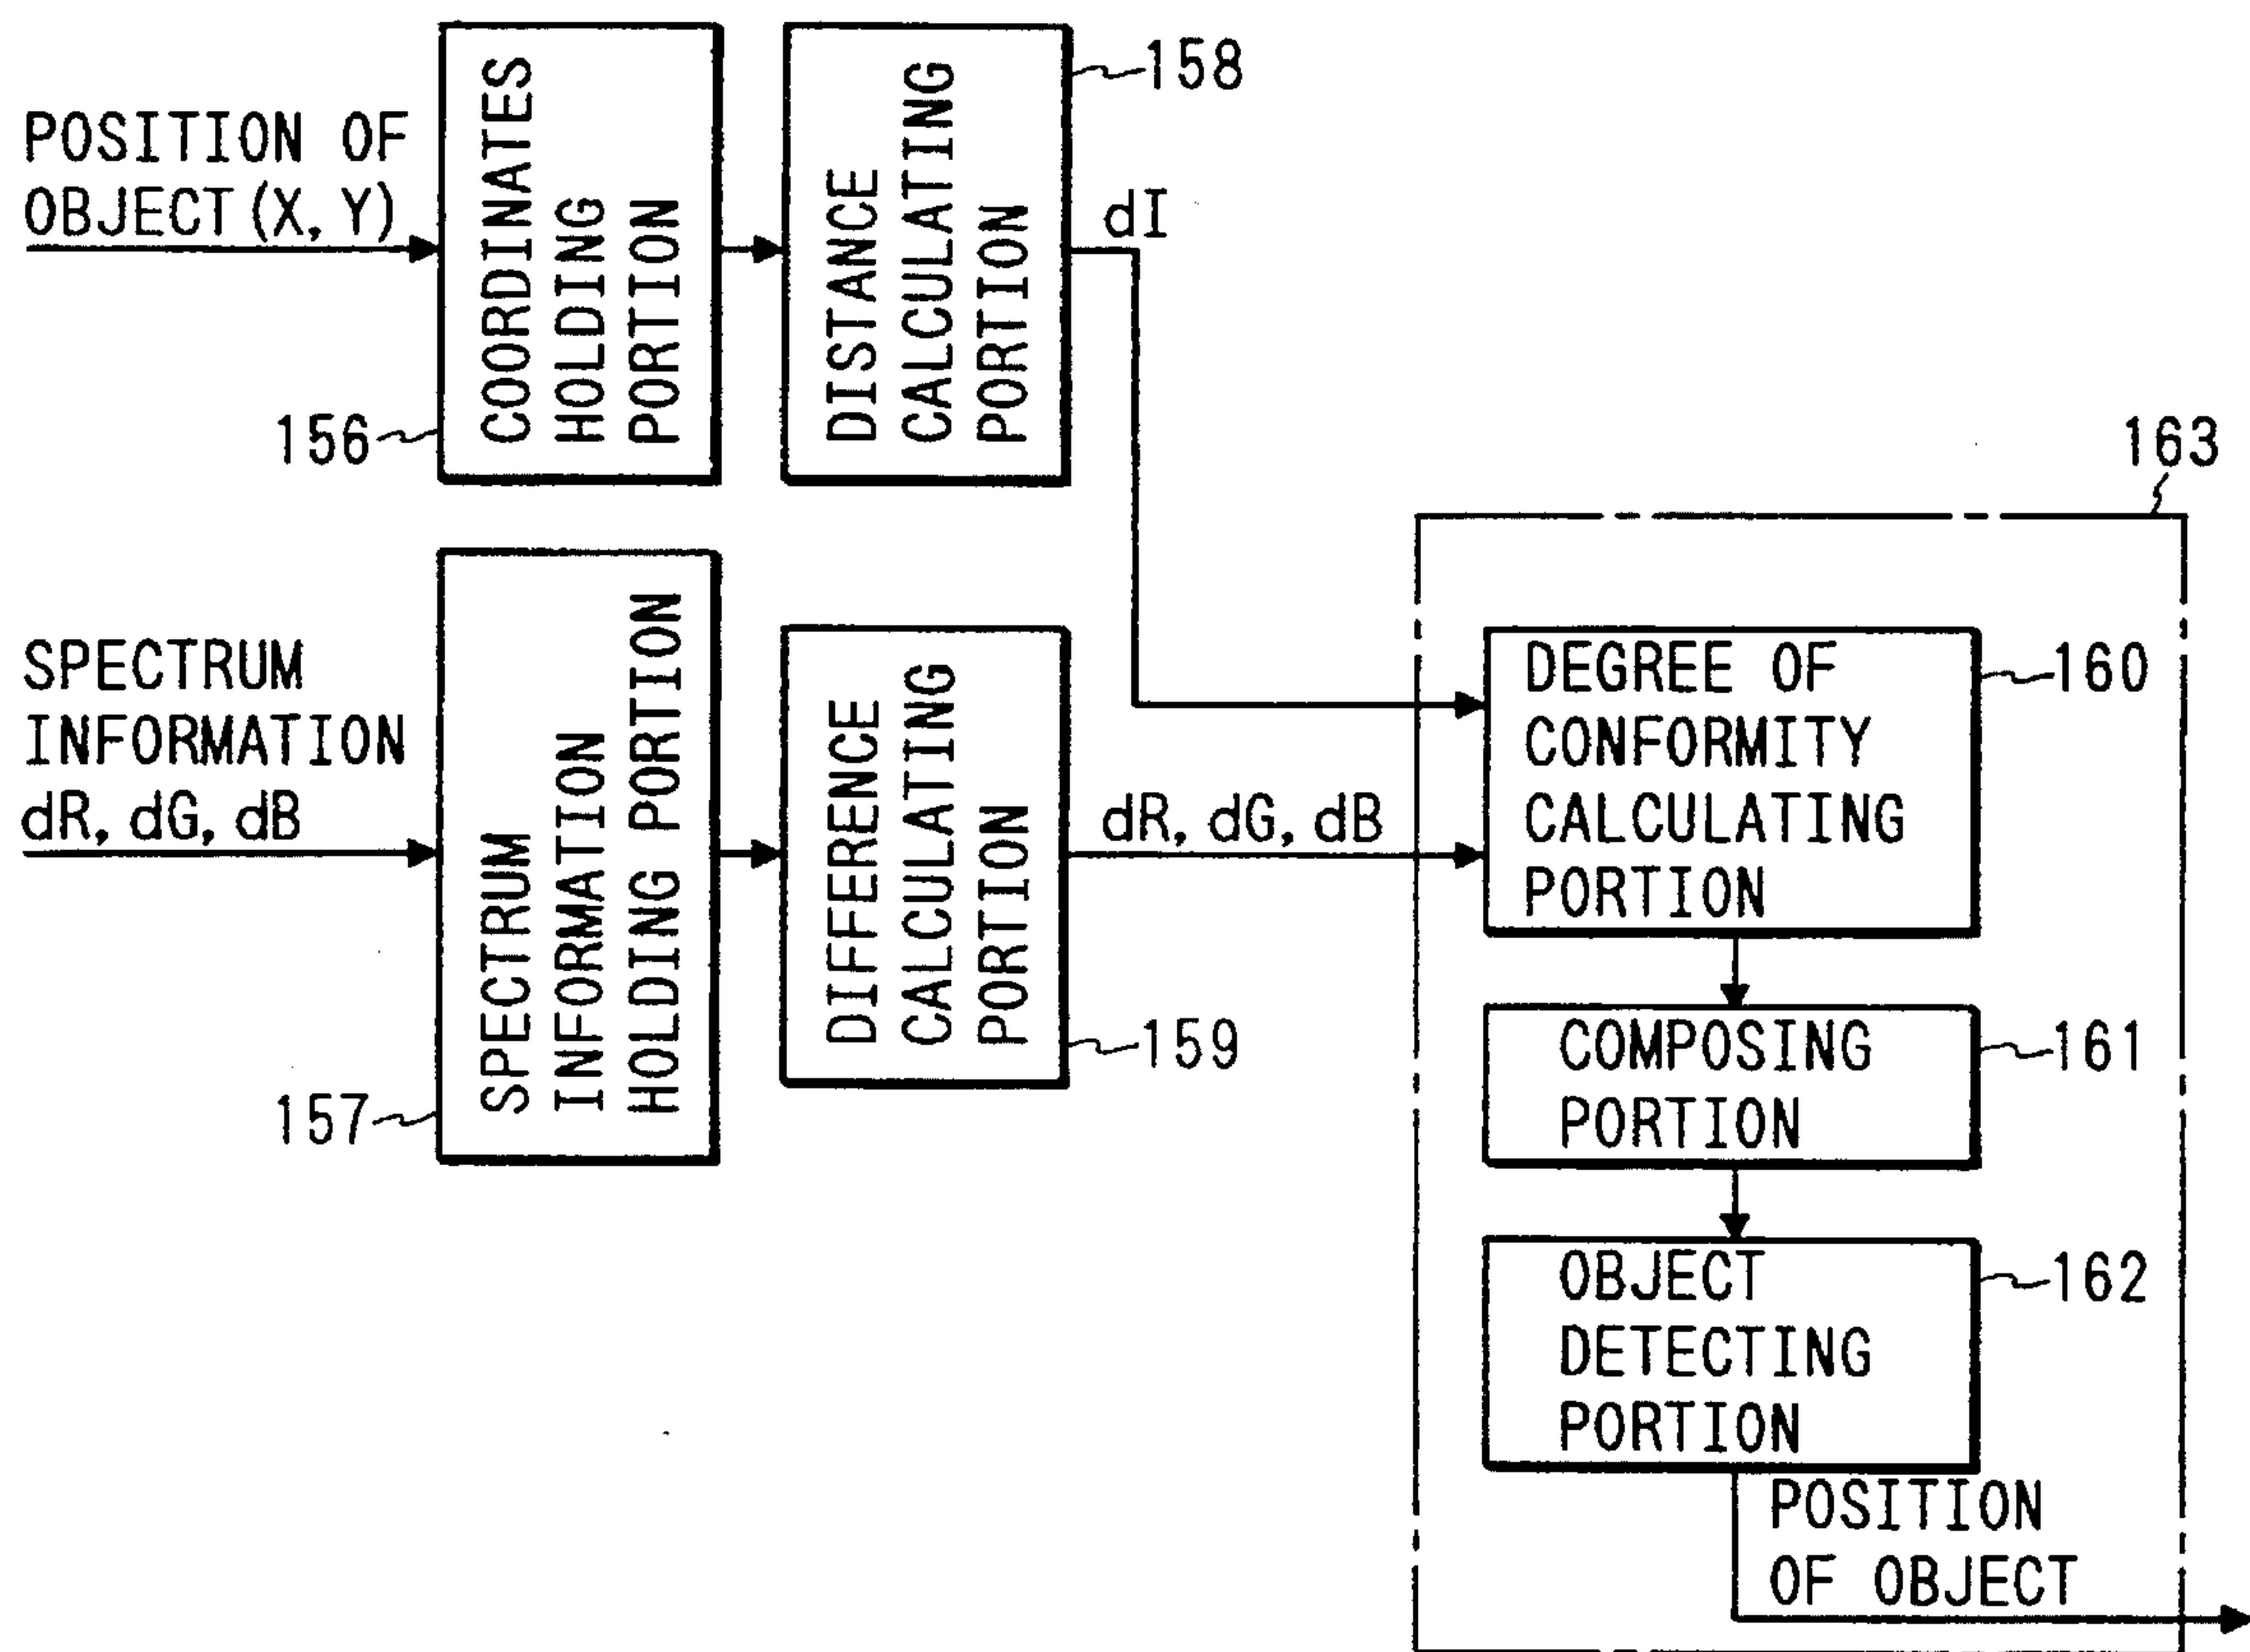 POSITION OF
OBJECT (X, Y)
COORDINATES
HOLDING
PORTION
156
DISTANCE
CALCULATING
PORTION
158
dI
SPECTRUM
INFORMATION
dR, dG, dB
SPECTRUM
INFORMATION
HOLDING PORTION
157
DIFFERENCE
CALCULATING
PORTION
159
dR, dG, dB
163
DEGREE OF
CONFORMITY
CALCULATING
PORTION
160
COMPOSING
PORTION
161
OBJECT
DETECTING
PORTION
162
POSITION
OF OBJECT